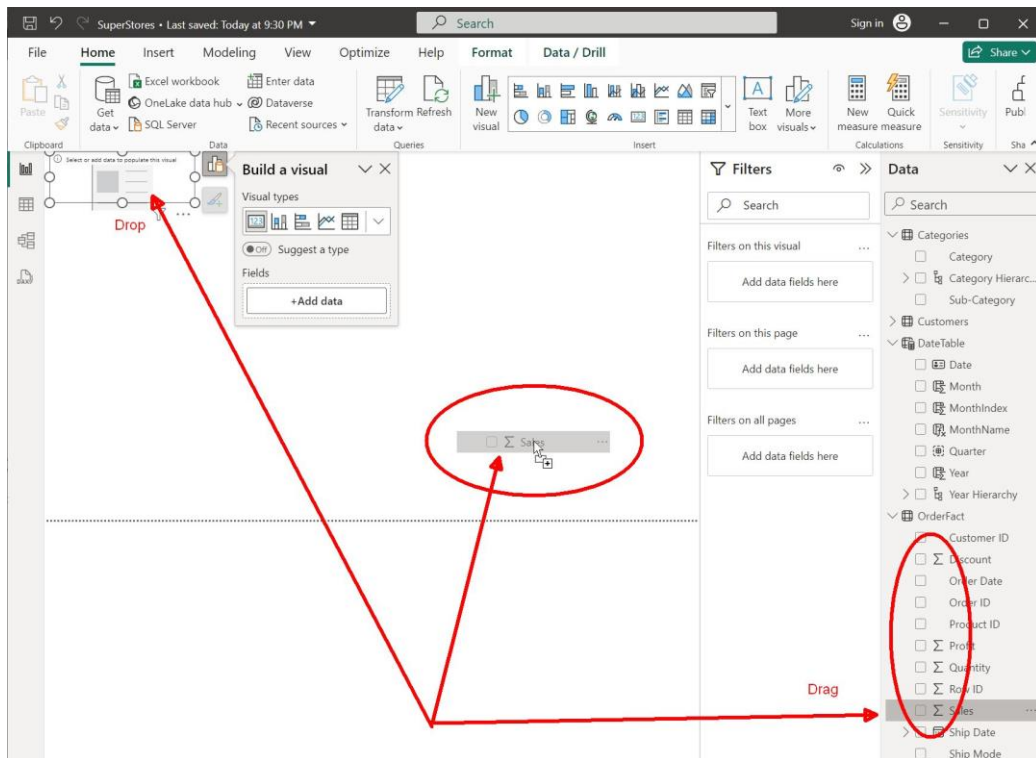 SuperStores • Last saved: Today at 9:30 PM
Search
Sign in
File Home Insert Modeling View Optimize Help Format Data / Drill
Share
Paste
Clipboard
Get data
Excel workbook
OneLake data hub
SQL Server
Enter data
Dataverse
Recent sources
Data
Transform data
Refresh
Queries
New visual
Text box
More visuals
Insert
New measure
Quick measure
Calculations
Sensitivity
Sensitivity
Publ
Sha
Select or add data to populate this visual
Drop
Build a visual
Visual types
123
Off Suggest a type
Fields
+Add data
Σ Sales ...
Drag
Filters
Search
Filters on this visual ...
Add data fields here
Filters on this page ...
Add data fields here
Filters on all pages ...
Add data fields here
Data
Search
Categories
Category
Category Hierarc...
Sub-Category
Customers
DateTable
Date
Month
MonthIndex
MonthName
Quarter
Year
Year Hierarchy
OrderFact
Customer ID
Σ Discount
Order Date
Order ID
Product ID
Σ Profit
Σ Quantity
Σ Row ID
Σ Sales ...
Ship Date
Ship Mode